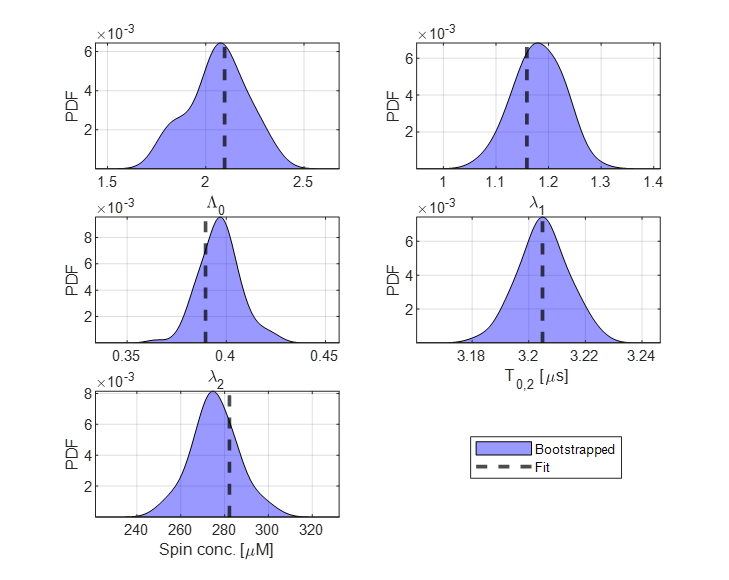 ×10⁻³ ×10⁻³
6 6
4 4
2 2
PDF PDF
1.5 2 2.5 1 1.1 1.2 1.3 1.4
Λ₀ λ₁
×10⁻³ ×10⁻³
8
6 6
4 4
2 2
PDF PDF
0.35 0.4 0.45 3.18 3.2 3.22 3.24
λ₂ T₀,₂ [μs]
×10⁻³
8
6
4
2
PDF
240 260 280 300 320
Spin conc. [μM]
Bootstrapped
Fit